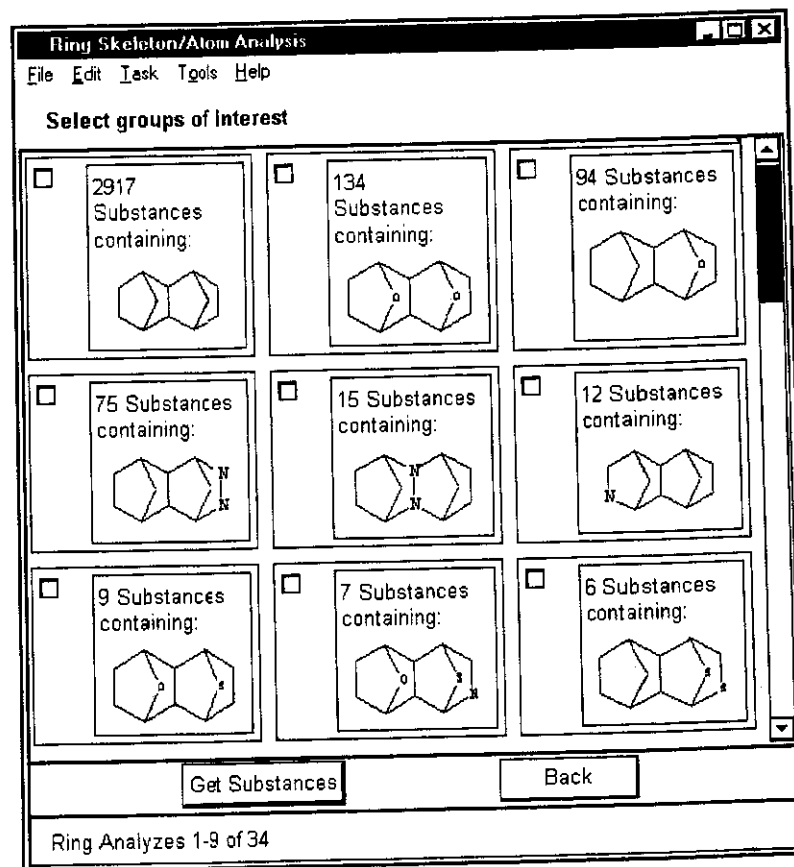 Ring Skeleton/Atom Analysis
File Edit Task Tools Help
Select groups of interest
2917
Substances
containing:
134
Substances
containing:
O O
94 Substances
containing:
O
75 Substances
containing:
N
N
15 Substances
containing:
N
N
12 Substances
containing:
N
9 Substances
containing:
O S
7 Substances
containing:
O S
N
6 Substances
containing:
S
S
Get Substances Back
Ring Analyzes 1-9 of 34